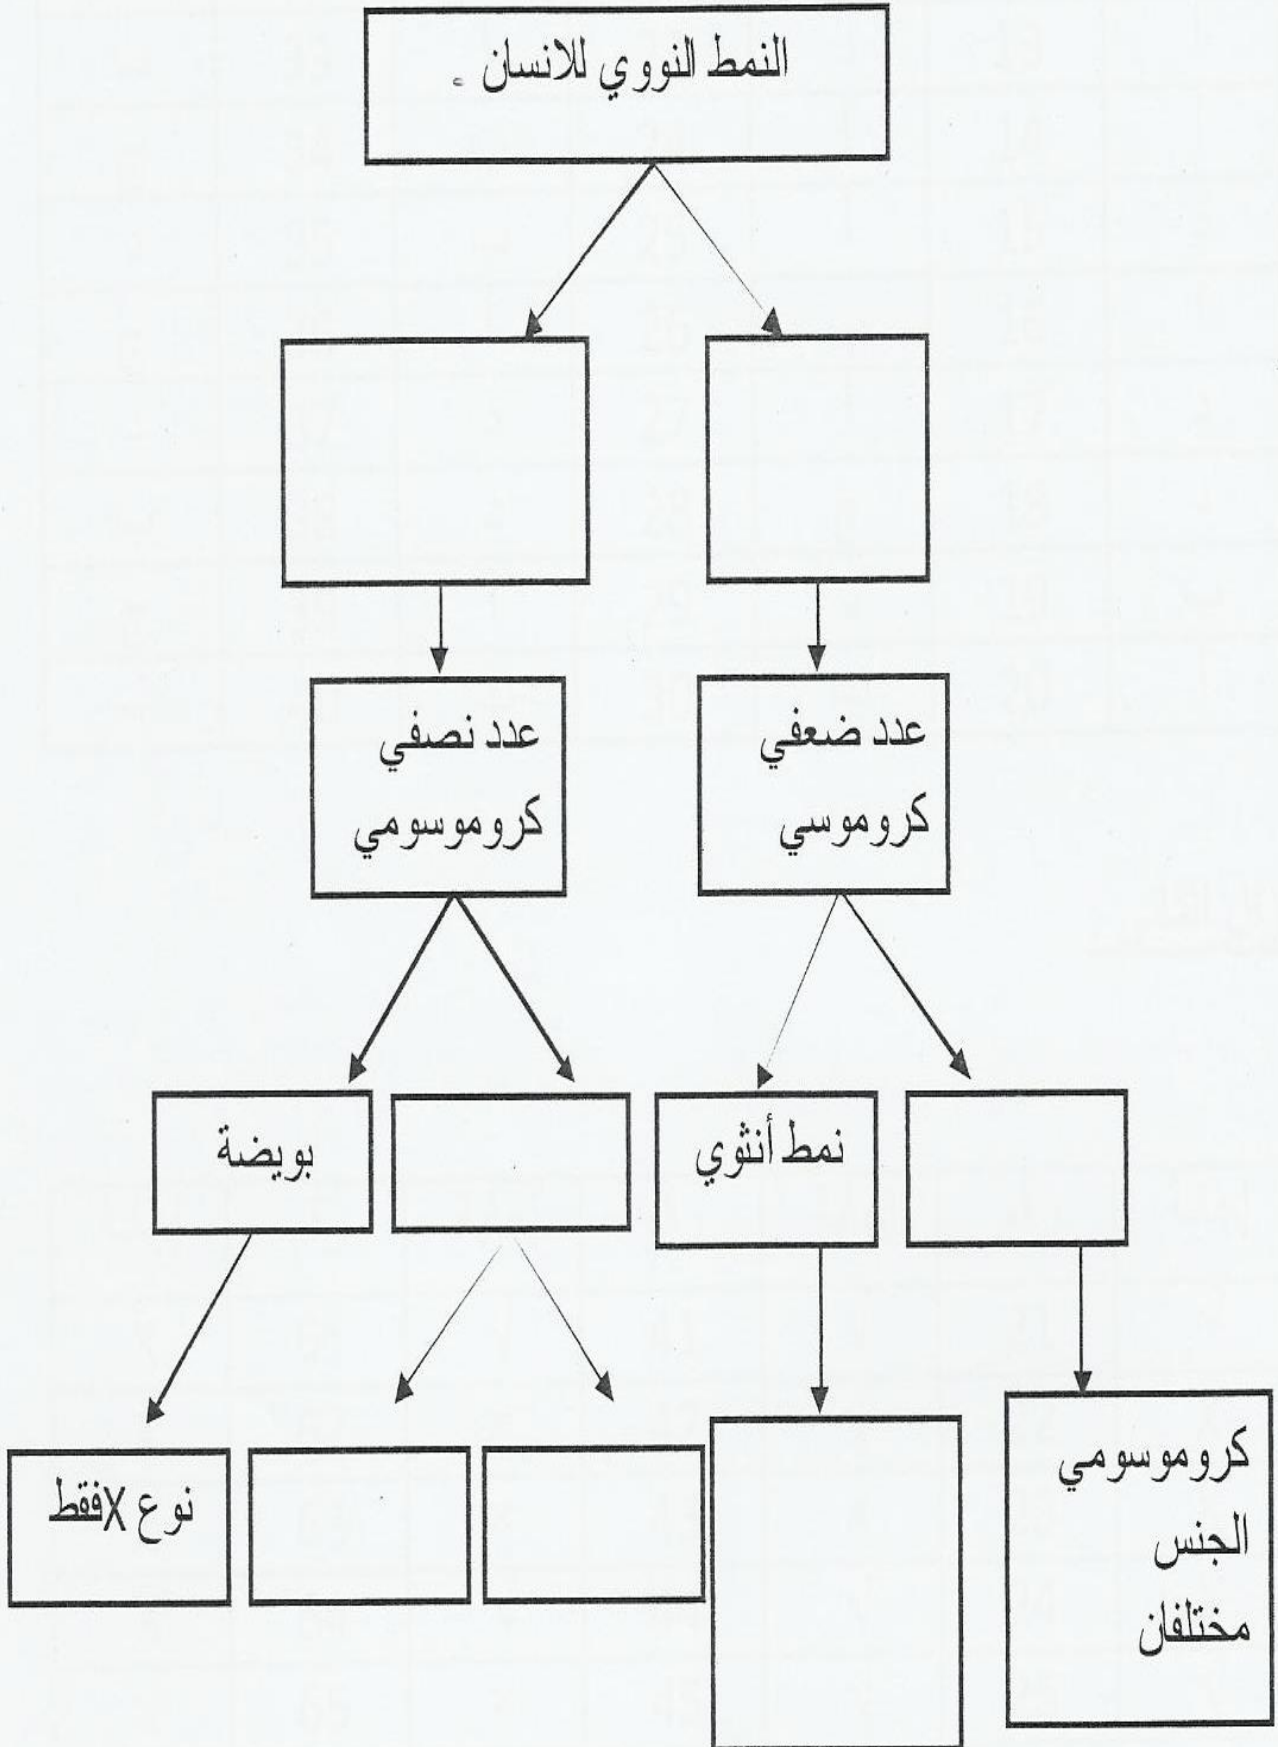 النمط النووي للانسان .
عدد ضعفي
كروموسي
عدد نصفي
كروموسومي
نمط أنثوي
بويضة
كروموسومي
الجنس
مختلفان
نوع Xفقط